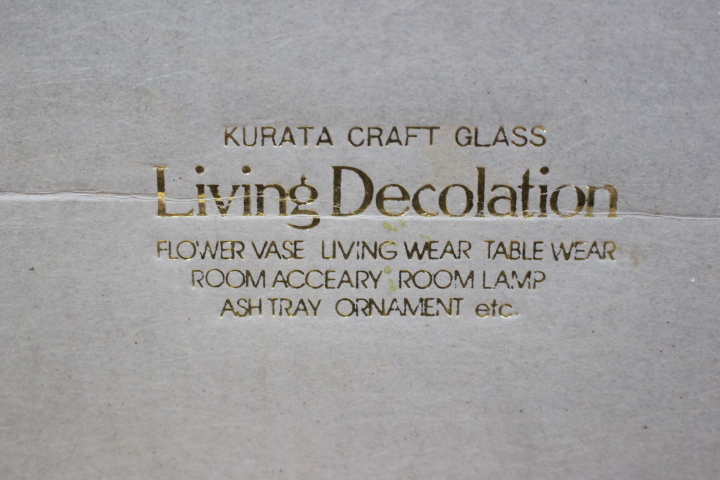 KURATA CRAFT GLASS
Living Decolation
FLOWER VASE LIVING WEAR TABLE WEAR
ROOM ACCEARY ROOM LAMP
ASH TRAY ORNAMENT etc.